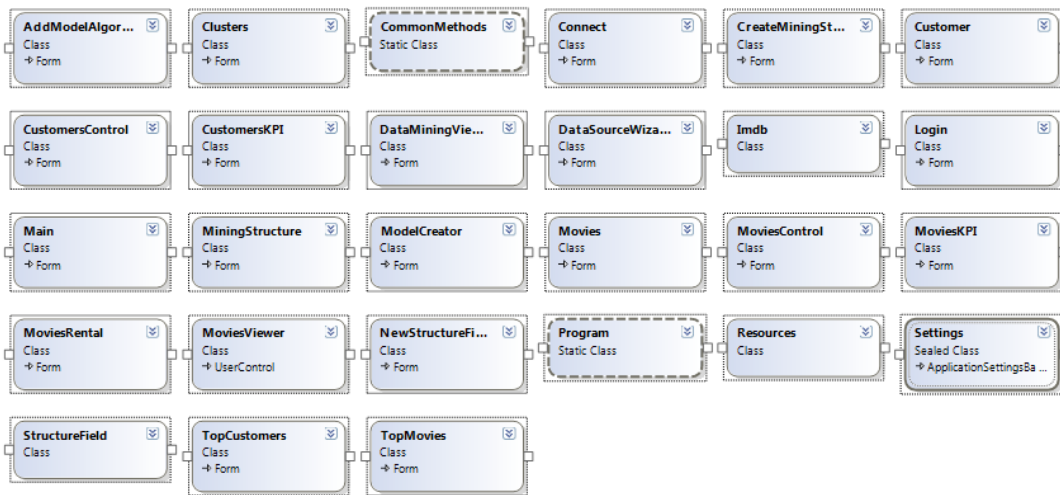 AddModelAlgor...
Class
→ Form
Clusters
Class
→ Form
CommonMethods
Static Class
Connect
Class
→ Form
CreateMiningSt...
Class
→ Form
Customer
Class
→ Form
CustomersControl
Class
→ Form
CustomersKPI
Class
→ Form
DataMiningVie...
Class
→ Form
DataSourceWiza...
Class
→ Form
Imdb
Class
Login
Class
→ Form
Main
Class
→ Form
MiningStructure
Class
→ Form
ModelCreator
Class
→ Form
Movies
Class
→ Form
MoviesControl
Class
→ Form
MoviesKPI
Class
→ Form
MoviesRental
Class
→ Form
MoviesViewer
Class
→ UserControl
NewStructureFi...
Class
→ Form
Program
Static Class
Resources
Class
Settings
Sealed Class
→ ApplicationSettingsBa ...
StructureField
Class
TopCustomers
Class
→ Form
TopMovies
Class
→ Form